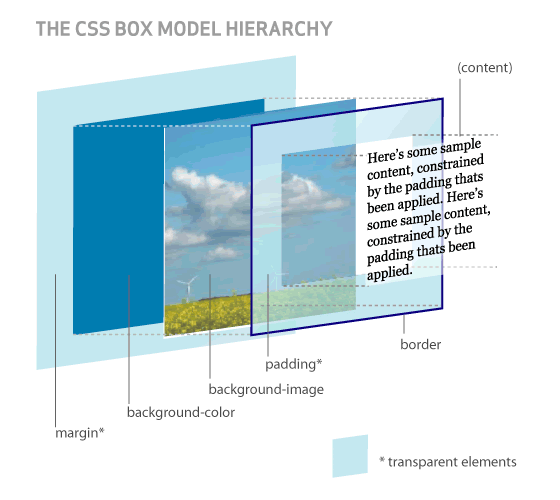 THE CSS BOX MODEL HIERARCHY
(content)
Here's some sample
content, constrained
by the padding thats
been applied. Here's
some sample content,
constrained by the
padding thats been
applied.
border
padding*
background-image
background-color
margin*
* transparent elements